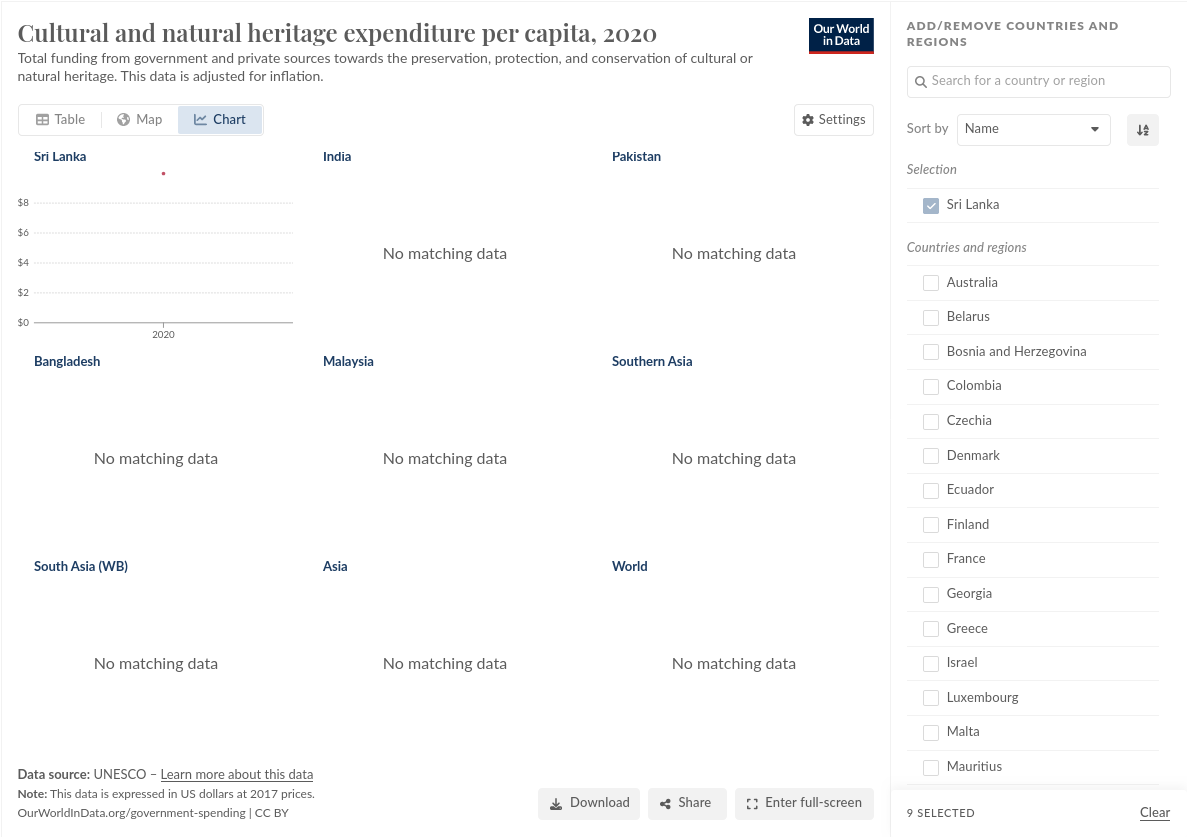 Cultural and natural heritage expenditure per capita, 2020
Total funding from government and private sources towards the preservation, protection, and conservation of cultural or
natural heritage. This data is adjusted for inflation.
Our World
in Data
Table
Map
Chart
Settings
Sri Lanka
India
Pakistan
$8
$6
$4
$2
$0
2020
No matching data
No matching data
Bangladesh
Malaysia
Southern Asia
No matching data
No matching data
No matching data
South Asia (WB)
Asia
World
No matching data
No matching data
No matching data
Data source: UNESCO – Learn more about this data
Note: This data is expressed in US dollars at 2017 prices.
OurWorldInData.org/government-spending | CC BY
Download
Share
Enter full-screen
ADD/REMOVE COUNTRIES AND
REGIONS
Search for a country or region
Sort by
Name
Selection
Sri Lanka
Countries and regions
Australia
Belarus
Bosnia and Herzegovina
Colombia
Czechia
Denmark
Ecuador
Finland
France
Georgia
Greece
Israel
Luxembourg
Malta
Mauritius
9 SELECTED
Clear